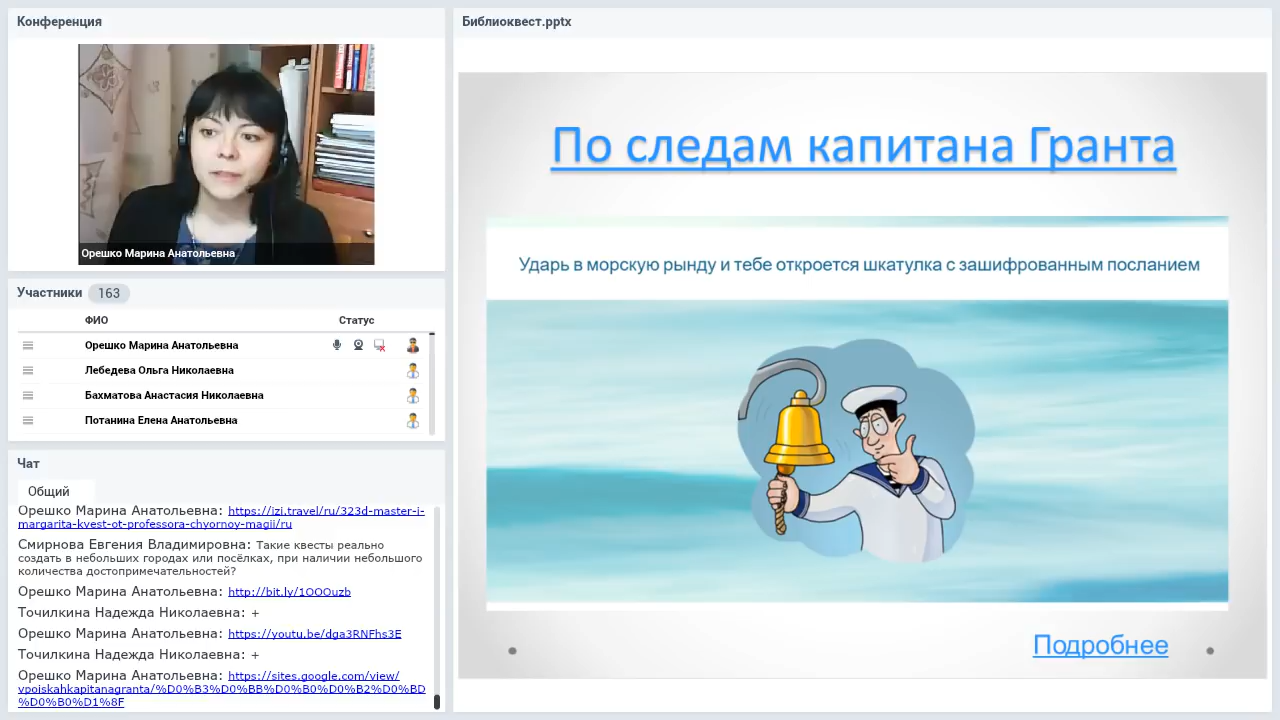 Конференция
Орешко Марина Анатольевна
Участники 163
ФИО Статус
Орешко Марина Анатольевна
Лебедева Ольга Николаевна
Бахматова Анастасия Николаевна
Потанина Елена Анатольевна
Чат
Общий
Орешко Марина Анатольевна: https://izi.travel/ru/323d-master-i-
margarita-kvest-ot-professora-chyornoy-magii/ru
Смирнова Евгения Владимировна: Такие квесты реально
создать в небольших городах или посёлках, при наличии небольшого
количества достопримечательностей?
Орешко Марина Анатольевна: http://bit.ly/1OOOuzb
Точилкина Надежда Николаевна: +
Орешко Марина Анатольевна: https://youtu.be/dga3RNFhs3E
Точилкина Надежда Николаевна: +
Орешко Марина Анатольевна: https://sites.google.com/view/
vpoiskahkapitanagranta/%D0%B3%D0%BB%D0%B0%D0%B2%D0%BD
%D0%B0%D1%8F
Библиоквест.pptx
По следам капитана Гранта
Ударь в морскую рынду и тебе откроется шкатулка с зашифрованным посланием
Подробнее